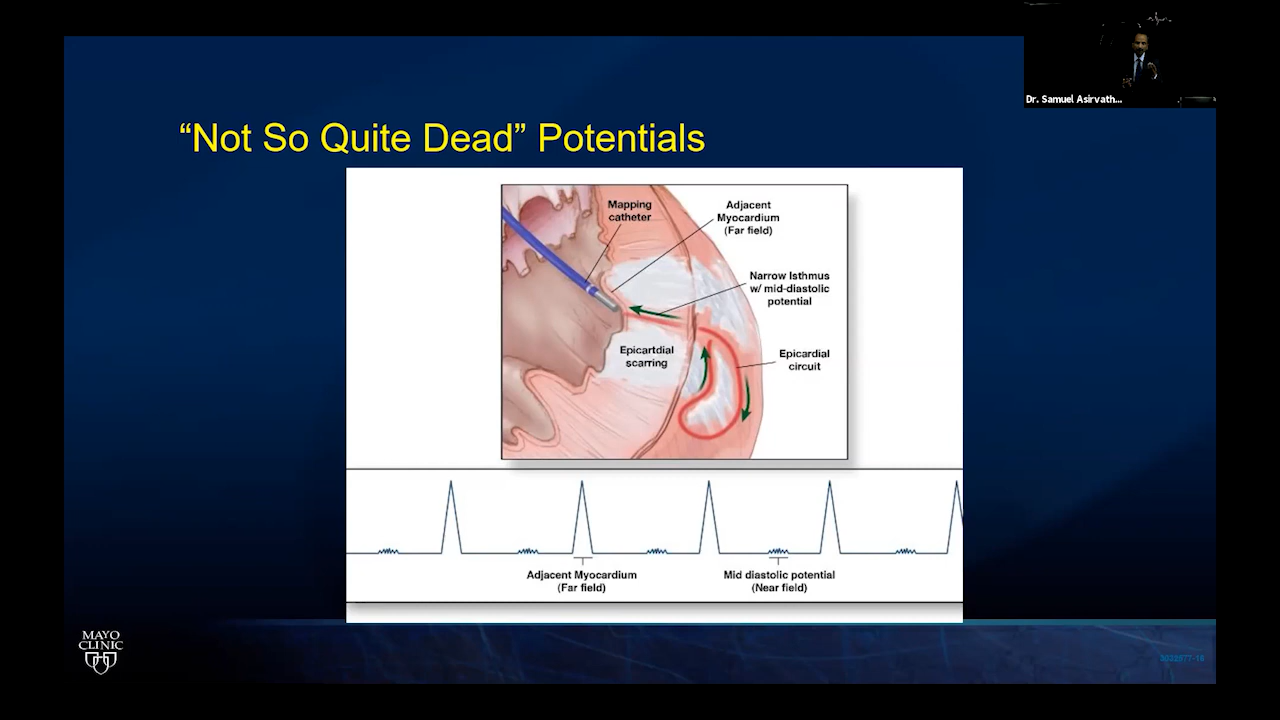 Dr. Samuel Asirvath...
“Not So Quite Dead” Potentials
Mapping
catheter
Adjacent
Myocardium
(Far field)
Narrow Isthmus
w/ mid-diastolic
potential
Epicartdial
scarring
Epicardial
circuit
Adjacent Myocardium
(Far field)
Mid diastolic potential
(Near field)
MAYO
CLINIC